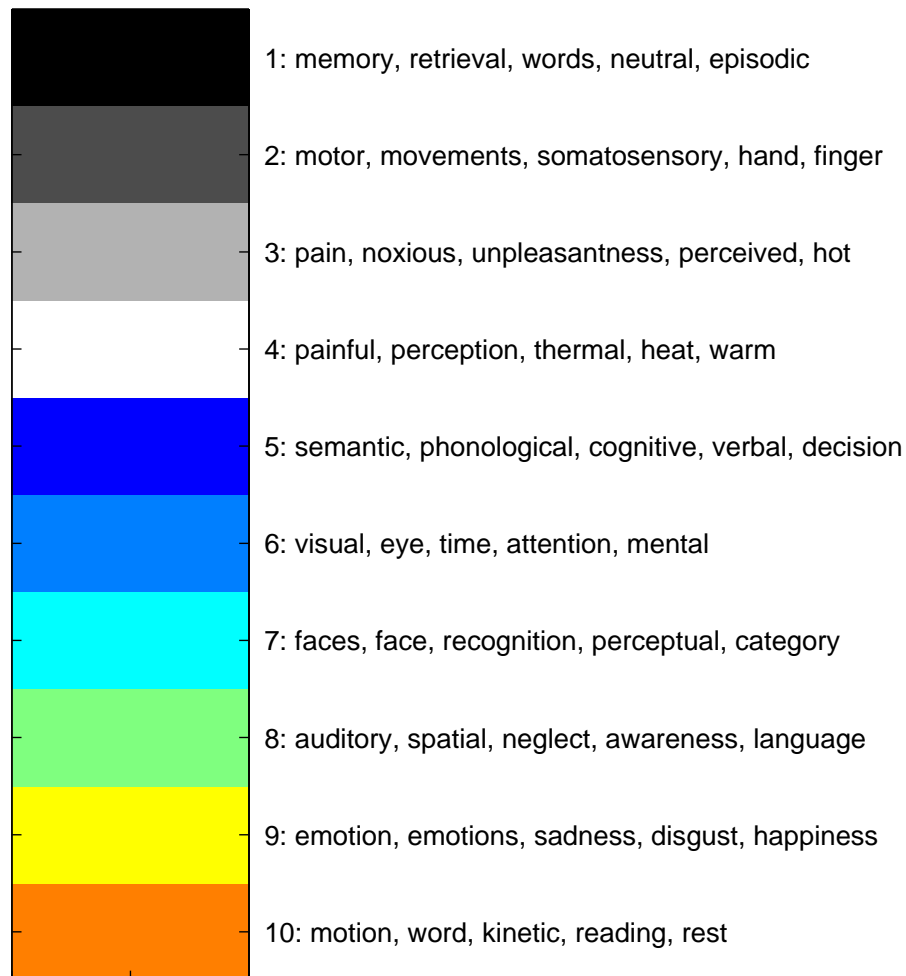 1: memory, retrieval, words, neutral, episodic
2: motor, movements, somatosensory, hand, finger
3: pain, noxious, unpleasantness, perceived, hot
4: painful, perception, thermal, heat, warm
5: semantic, phonological, cognitive, verbal, decision
6: visual, eye, time, attention, mental
7: faces, face, recognition, perceptual, category
8: auditory, spatial, neglect, awareness, language
9: emotion, emotions, sadness, disgust, happiness
10: motion, word, kinetic, reading, rest